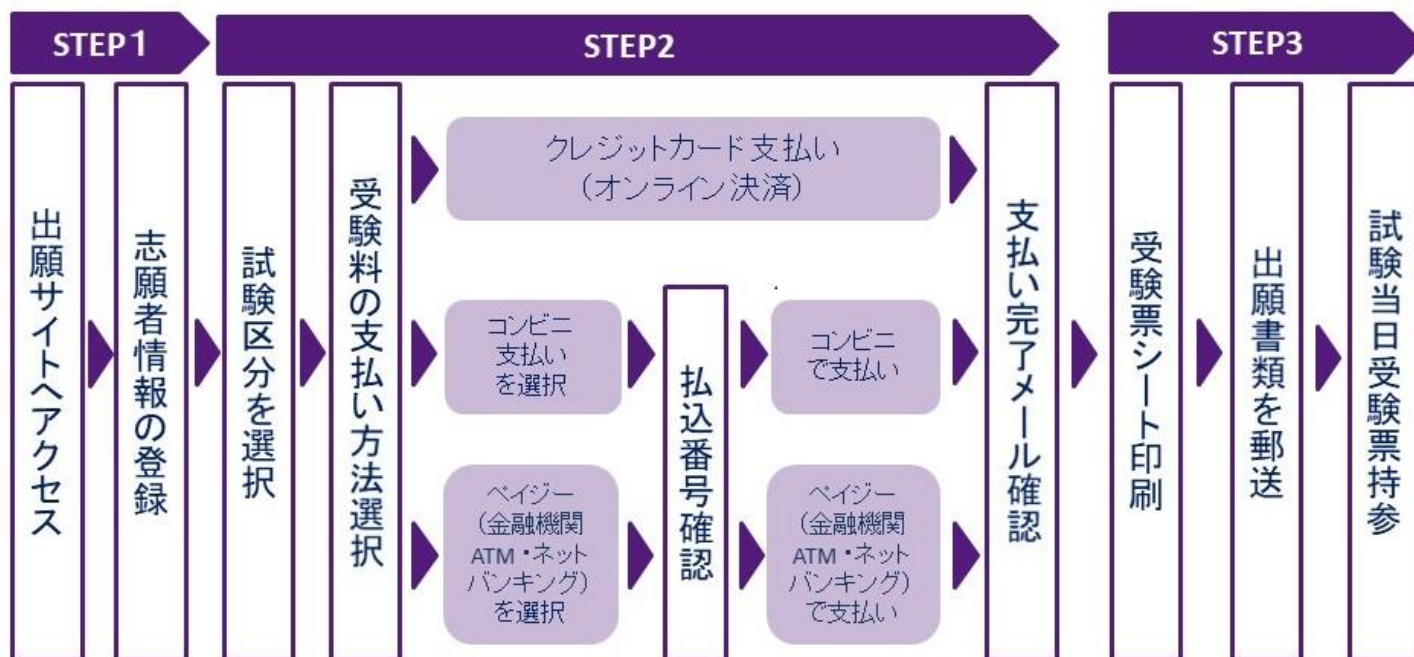 STEP1
STEP2
STEP3
出願サイトへアクセス
志願者情報の登録
試験区分を選択
受験料の支払い方法選択
クレジットカード支払い
(オンライン決済)
コンビニ
支払い
を選択
ペイジー
(金融機関
ATM・ネット
バンキング)
を選択
払込番号確認
コンビニ
で支払い
ペイジー
(金融機関
ATM・ネット
バンキング)
で支払い
支払い完了メール確認
受験票シート印刷
出願書類を郵送
試験当日受験票持参